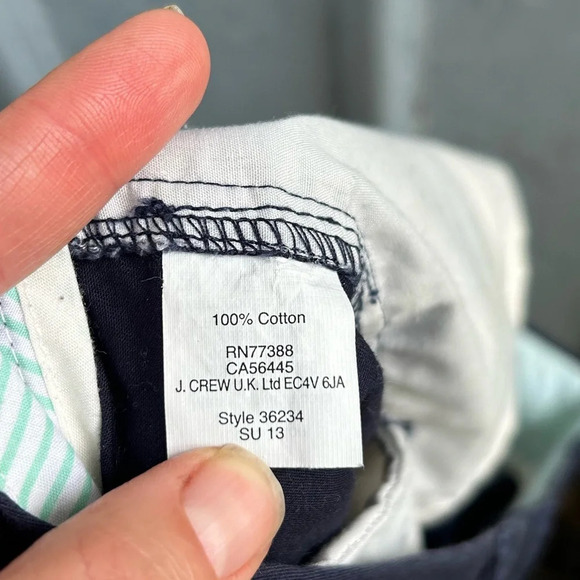 100% Cotton
RN77388
CA56445
J. CREW U.K. Ltd EC4V 6JA
Style 36234
SU 13